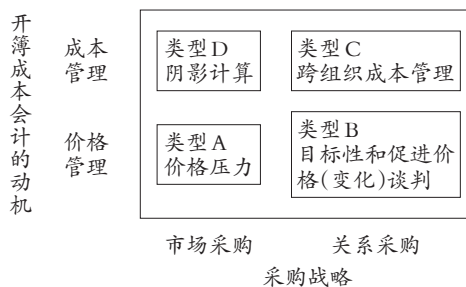 开簿成本会计的动机
成本
管理
价格
管理
类型D
阴影计算
类型C
跨组织成本管理
类型A
价格压力
类型B
目标性和促进价
格(变化)谈判
市场采购
关系采购
采购战略